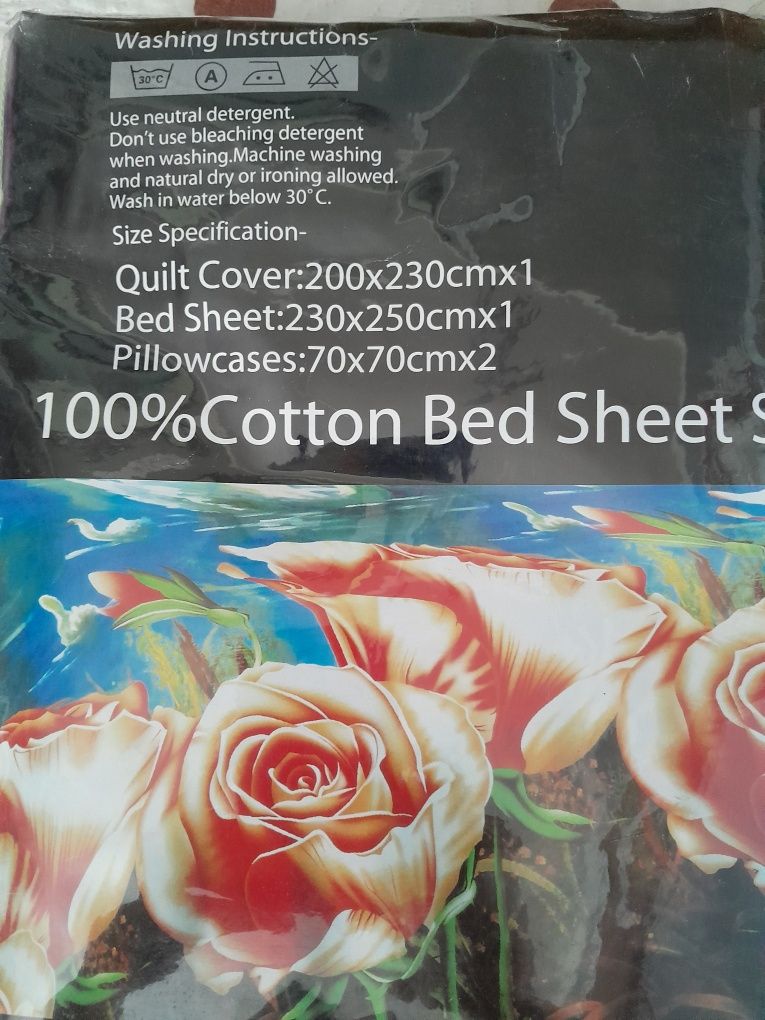 Washing Instructions-
30°C A
Use neutral detergent.
Don't use bleaching detergent
when washing.Machine washing
and natural dry or ironing allowed.
Wash in water below 30°C.
Size Specification-
Quilt Cover:200x230cmx1
Bed Sheet:230x250cmx1
Pillowcases:70x70cmx2
100%Cotton Bed Sheet S